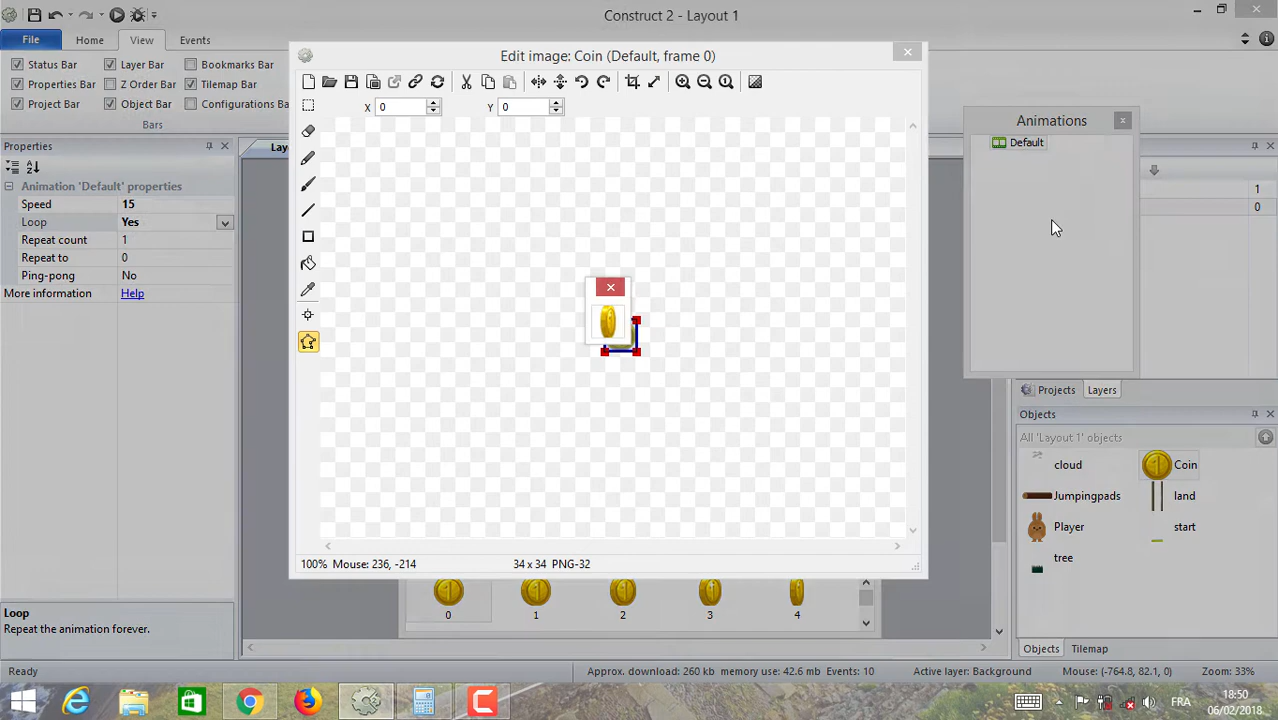 Construct 2 - Layout 1
File Home View Events
Status Bar Layer Bar Bookmarks Bar
Properties Bar Z Order Bar Tilemap Bar
Project Bar Object Bar Configurations Ba
Bars
Edit image: Coin (Default, frame 0)
X 0 Y 0
Properties
Animation 'Default' properties
Speed 15
Loop Yes
Repeat count 1
Repeat to 0
Ping-pong No
More information Help
Lay
Animations
Default
1
0
Projects Layers
Objects
All 'Layout 1' objects
cloud Coin
Jumpingpads land
Player start
tree
100% Mouse: 236, -214 34 x 34 PNG-32
0 1 2 3 4
Loop
Repeat the animation forever.
Objects Tilemap
Ready Approx. download: 260 kb memory use: 42.6 mb Events: 10 Active layer: Background Mouse: (-764.8, 82.1, 0) Zoom: 33%
FRA 18:50
06/02/2018